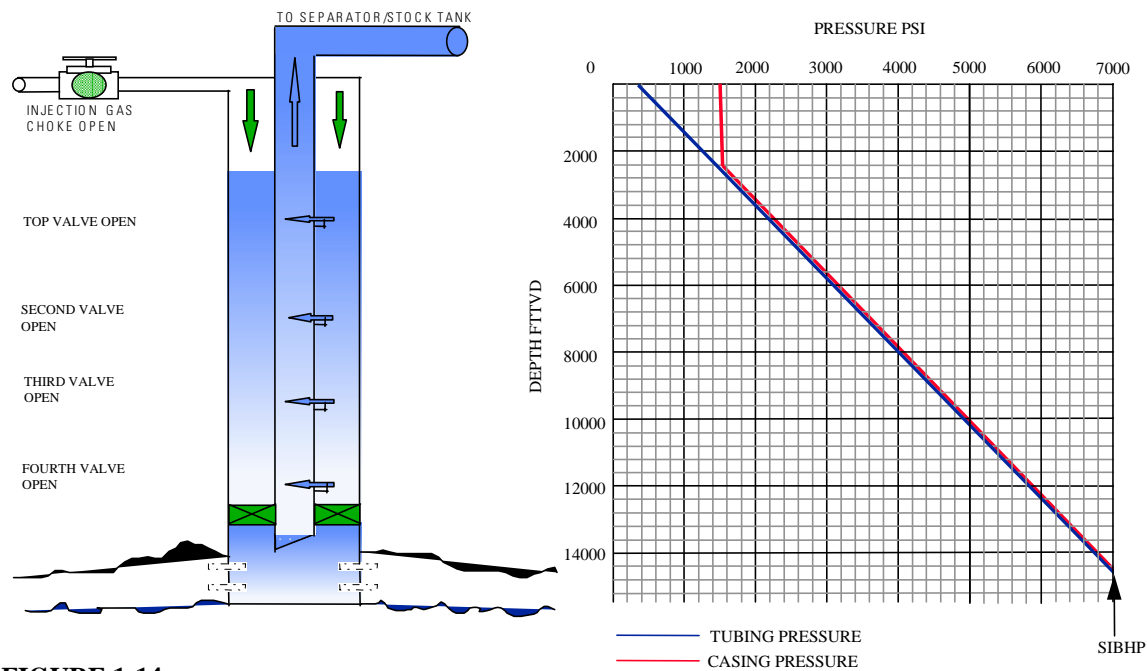 TO SEPARATOR/STOCK TANK
INJECTION GAS
CHOKE OPEN
TOP VALVE OPEN
SECOND VALVE
OPEN
THIRD VALVE
OPEN
FOURTH VALVE
OPEN
PRESSURE PSI
0 1000 2000 3000 4000 5000 6000 7000
DEPTH FTTVD
2000
4000
6000
8000
10000
12000
14000
TUBING PRESSURE
CASING PRESSURE
SIBHP
FIGURE 1-14